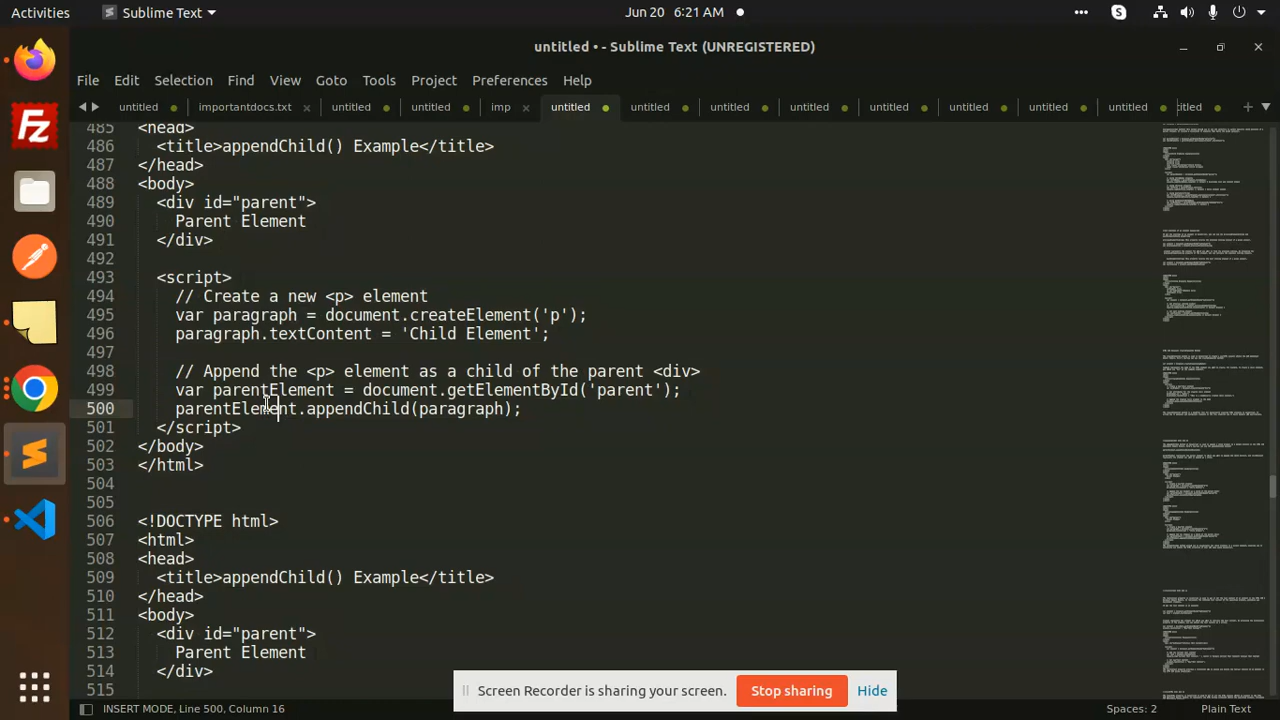 Activities Sublime Text Jun 20 6:21 AM
untitled • - Sublime Text (UNREGISTERED)
File Edit Selection Find View Goto Tools Project Preferences Help
untitled importantdocs.txt untitled untitled imp untitled untitled untitled untitled untitled untitled untitled untitled titled
485 <head>
486 <title>appendChild() Example</title>
487 </head>
488 <body>
489 <div id="parent">
490 Parent Element
491 </div>
492
493 <script>
494 // Create a new <p> element
495 var paragraph = document.createElement('p');
496 paragraph.textContent = 'Child Element';
497
498 // Append the <p> element as a child of the parent <div>
499 var parentElement = document.getElementById('parent');
500 parentElement.appendChild(paragraph);
501 </script>
502 </body>
503 </html>
504
505
506 <!DOCTYPE html>
507 <html>
508 <head>
509 <title>appendChild() Example</title>
510 </head>
511 <body>
512 <div id="parent">
513 Parent Element
514 </div>
515
Screen Recorder is sharing your screen. Stop sharing Hide
INSERT MODE, Line 500, Column 16 Spaces: 2 Plain Text